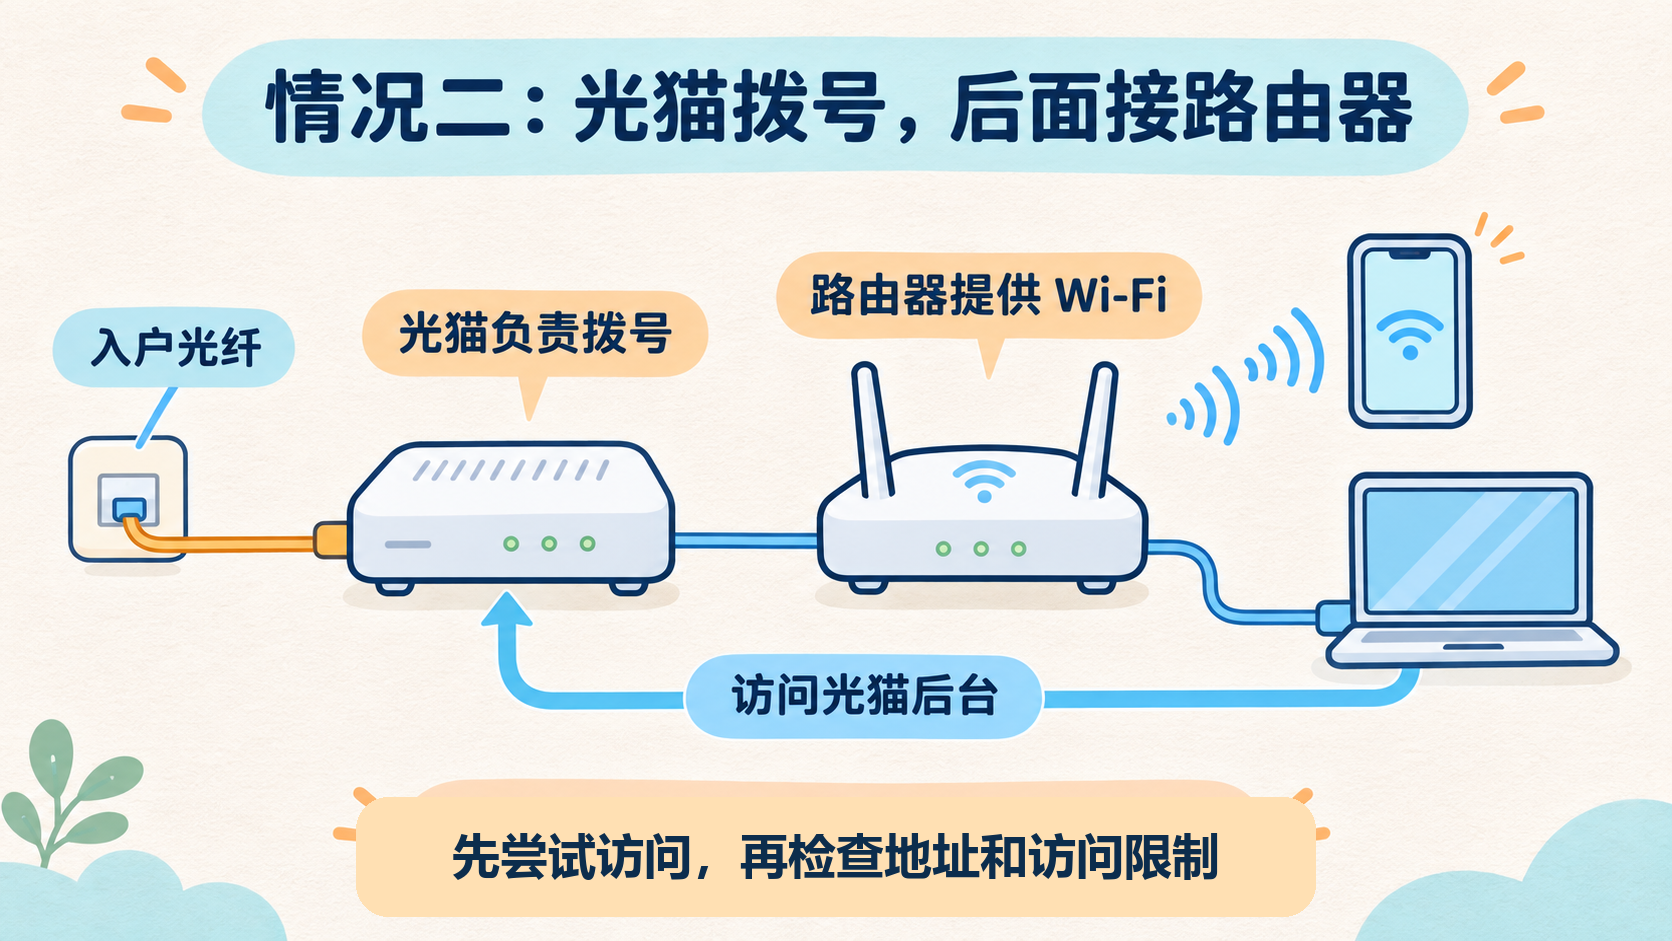 情况二：光猫拨号，后面接路由器
入户光纤
光猫负责拨号
路由器提供 Wi-Fi
访问光猫后台
先尝试访问，再检查地址和访问限制